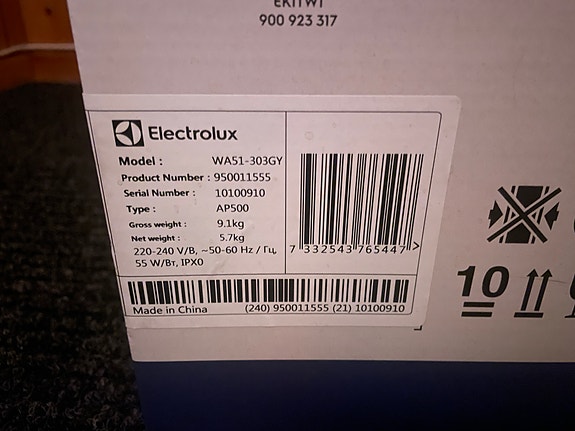 EKITWT
900 923 317
Electrolux
Model : WA51-303GY
Product Number : 950011555
Serial Number : 10100910
Type : AP500
Gross weight : 9.1kg
Net weight : 5.7kg
220-240 V/B, ~50-60 Hz / Гц,
55 W/Вт, IPX0
7 332543 765447 >
Made in China (240) 950011555 (21) 10100910
10